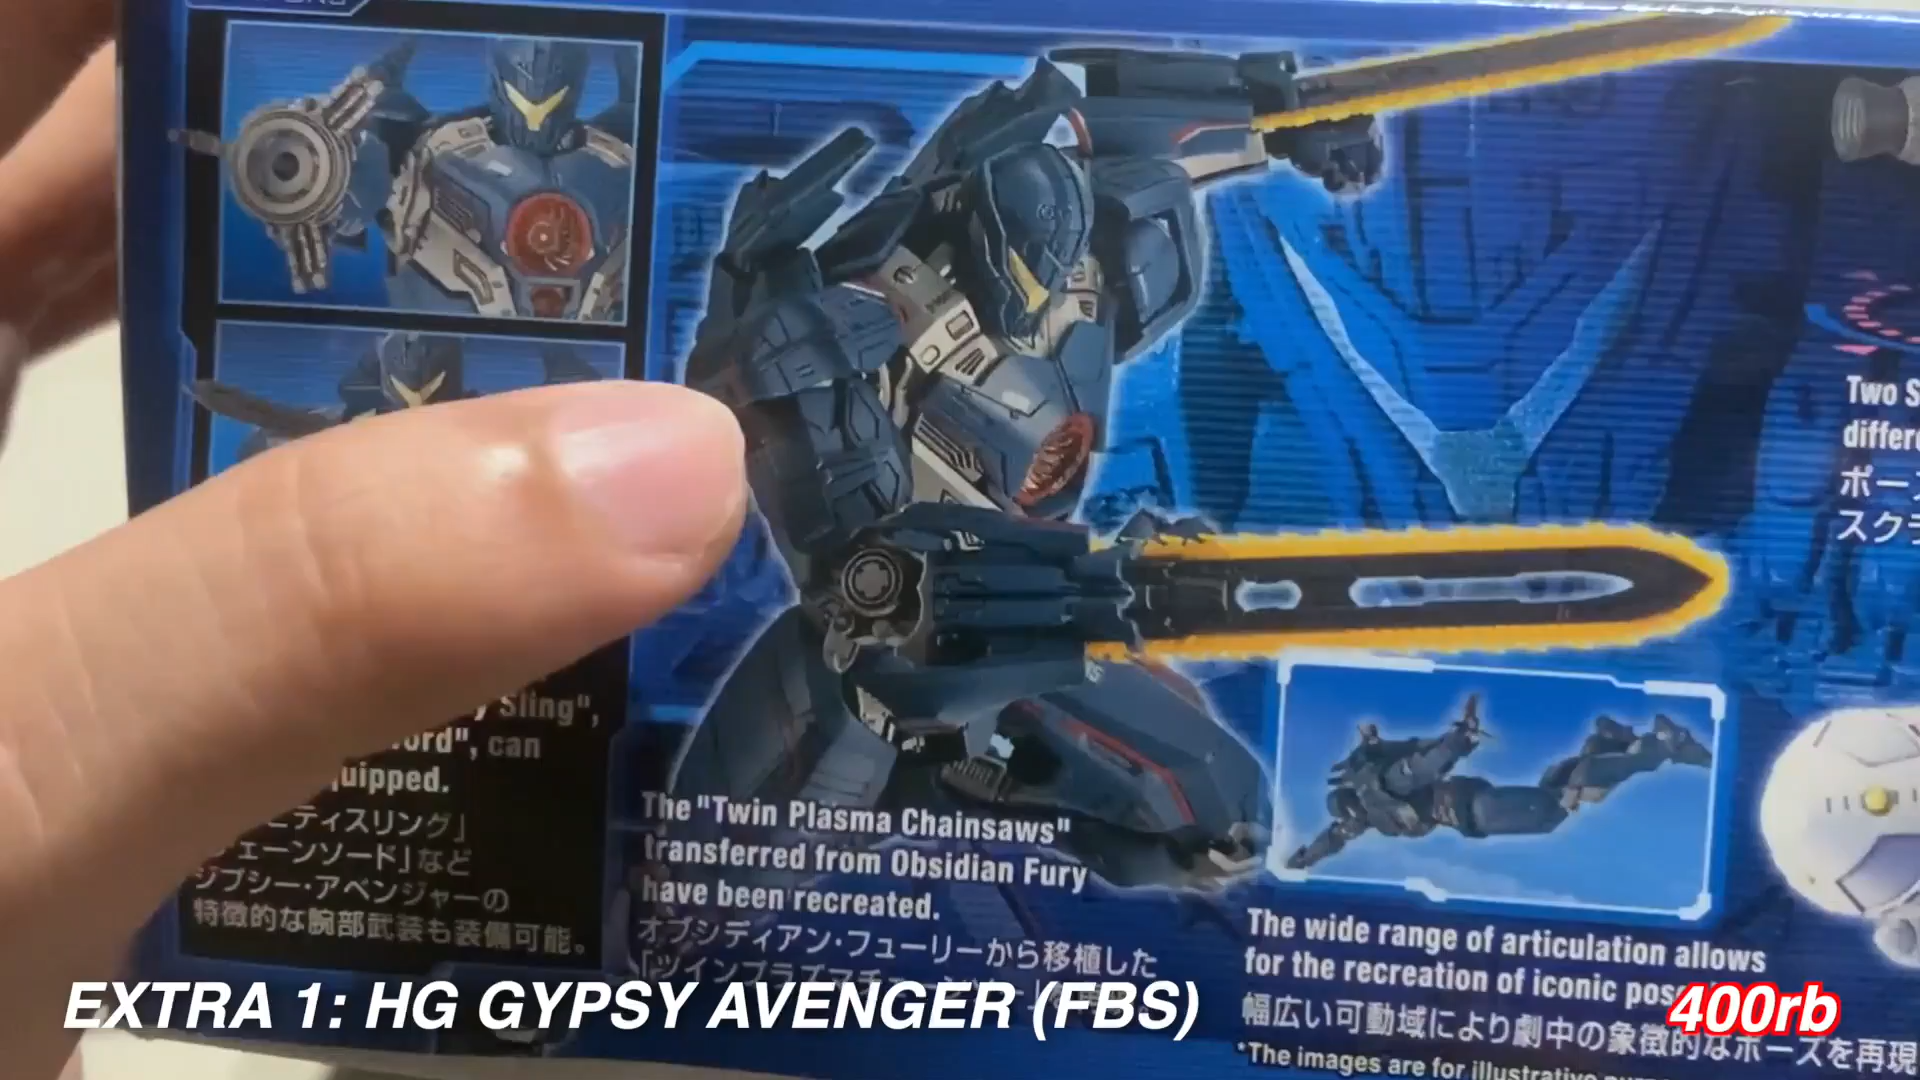 Sling",
can
quipped.
ティスリング」
ェーンソード」など
ジプシー・アベンジャーの
特徴的な腕部武装も装備可能。
The "Twin Plasma Chainsaws"
transferred from Obsidian Fury
have been recreated.
オブシディアン・フューリーから移植した
The wide range of articulation allows
for the recreation of iconic
幅広い可動域により劇中の象徴的なポーズを再現
*The images are for illustrative
Two
ポー
スク
EXTRA 1: HG GYPSY AVENGER (FBS)
400rb